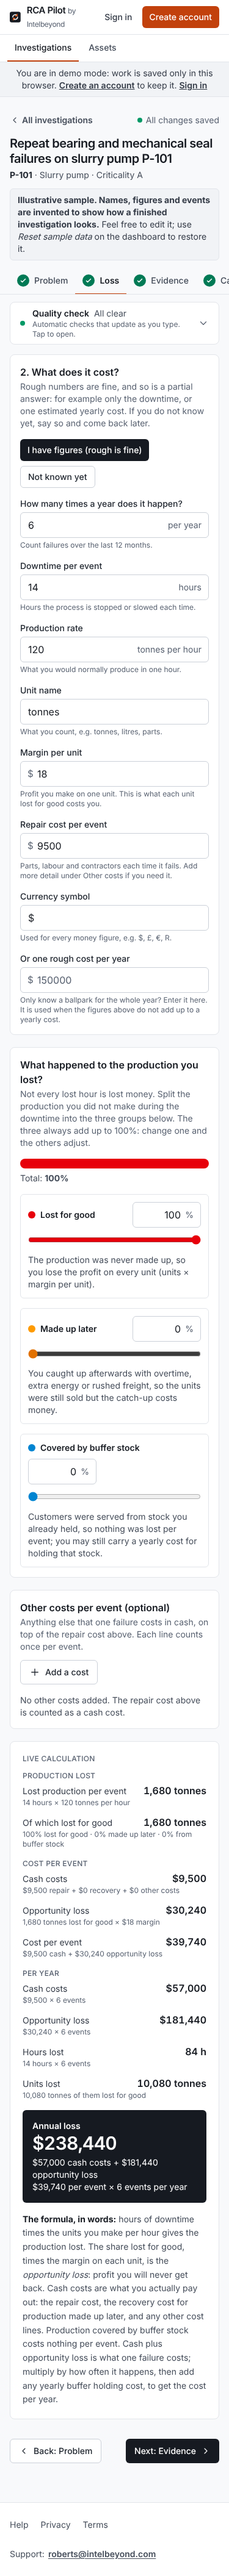 RCA Pilot by
Intelbeyond
Sign in
Create account
Investigations
Assets
You are in demo mode: work is saved only in this
browser. Create an account to keep it. Sign in
All investigations
All changes saved
Repeat bearing and mechanical seal
failures on slurry pump P-101
P-101 · Slurry pump · Criticality A
Illustrative sample. Names, figures and events
are invented to show how a finished
investigation looks. Feel free to edit it; use
Reset sample data on the dashboard to restore
it.
Problem
Loss
Evidence
Ca
Quality check All clear
Automatic checks that update as you type.
Tap to open.
2. What does it cost?
Rough numbers are fine, and so is a partial
answer: for example only the downtime, or
one estimated yearly cost. If you do not know
yet, say so and come back later.
I have figures (rough is fine)
Not known yet
How many times a year does it happen?
6 per year
Count failures over the last 12 months.
Downtime per event
14 hours
Hours the process is stopped or slowed each time.
Production rate
120 tonnes per hour
What you would normally produce in one hour.
Unit name
tonnes
What you count, e.g. tonnes, litres, parts.
Margin per unit
$ 18
Profit you make on one unit. This is what each unit
lost for good costs you.
Repair cost per event
$ 9500
Parts, labour and contractors each time it fails. Add
more detail under Other costs if you need it.
Currency symbol
$
Used for every money figure, e.g. $, £, €, R.
Or one rough cost per year
$ 150000
Only know a ballpark for the whole year? Enter it here.
It is used when the figures above do not add up to a
yearly cost.
What happened to the production you
lost?
Not every lost hour is lost money. Split the
production you did not make during the
downtime into the three groups below. The
three always add up to 100%: change one and
the others adjust.
Total: 100%
Lost for good
100 %
The production was never made up, so
you lose the profit on every unit (units ×
margin per unit).
Made up later
0 %
You caught up afterwards with overtime,
extra energy or rushed freight, so the units
were still sold but the catch-up costs
money.
Covered by buffer stock
0 %
Customers were served from stock you
already held, so nothing was lost per
event; you may still carry a yearly cost for
holding that stock.
Other costs per event (optional)
Anything else that one failure costs in cash, on
top of the repair cost above. Each line counts
once per event.
Add a cost
No other costs added. The repair cost above
is counted as a cash cost.
LIVE CALCULATION
PRODUCTION LOST
Lost production per event 1,680 tonnes
14 hours × 120 tonnes per hour
Of which lost for good 1,680 tonnes
100% lost for good · 0% made up later · 0% from
buffer stock
COST PER EVENT
Cash costs $9,500
$9,500 repair + $0 recovery + $0 other costs
Opportunity loss $30,240
1,680 tonnes lost for good × $18 margin
Cost per event $39,740
$9,500 cash + $30,240 opportunity loss
PER YEAR
Cash costs $57,000
$9,500 × 6 events
Opportunity loss $181,440
$30,240 × 6 events
Hours lost 84 h
14 hours × 6 events
Units lost 10,080 tonnes
10,080 tonnes of them lost for good
Annual loss
$238,440
$57,000 cash costs + $181,440
opportunity loss
$39,740 per event × 6 events per year
The formula, in words: hours of downtime
times the units you make per hour gives the
production lost. The share lost for good,
times the margin on each unit, is the
opportunity loss: profit you will never get
back. Cash costs are what you actually pay
out: the repair cost, the recovery cost for
production made up later, and any other cost
lines. Production covered by buffer stock
costs nothing per event. Cash plus
opportunity loss is what one failure costs;
multiply by how often it happens, then add
any yearly buffer holding cost, to get the cost
per year.
Back: Problem
Next: Evidence
Help
Privacy
Terms
Support: roberts@intelbeyond.com